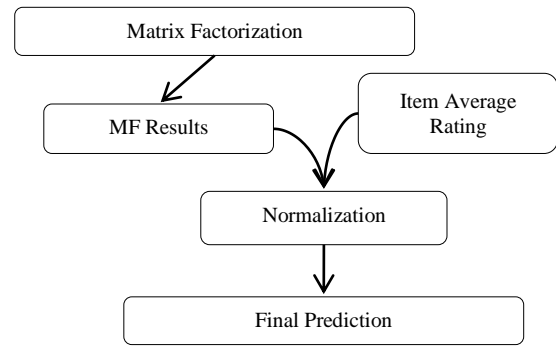 Matrix Factorization
MF Results
Item Average
Rating
Normalization
Final Prediction